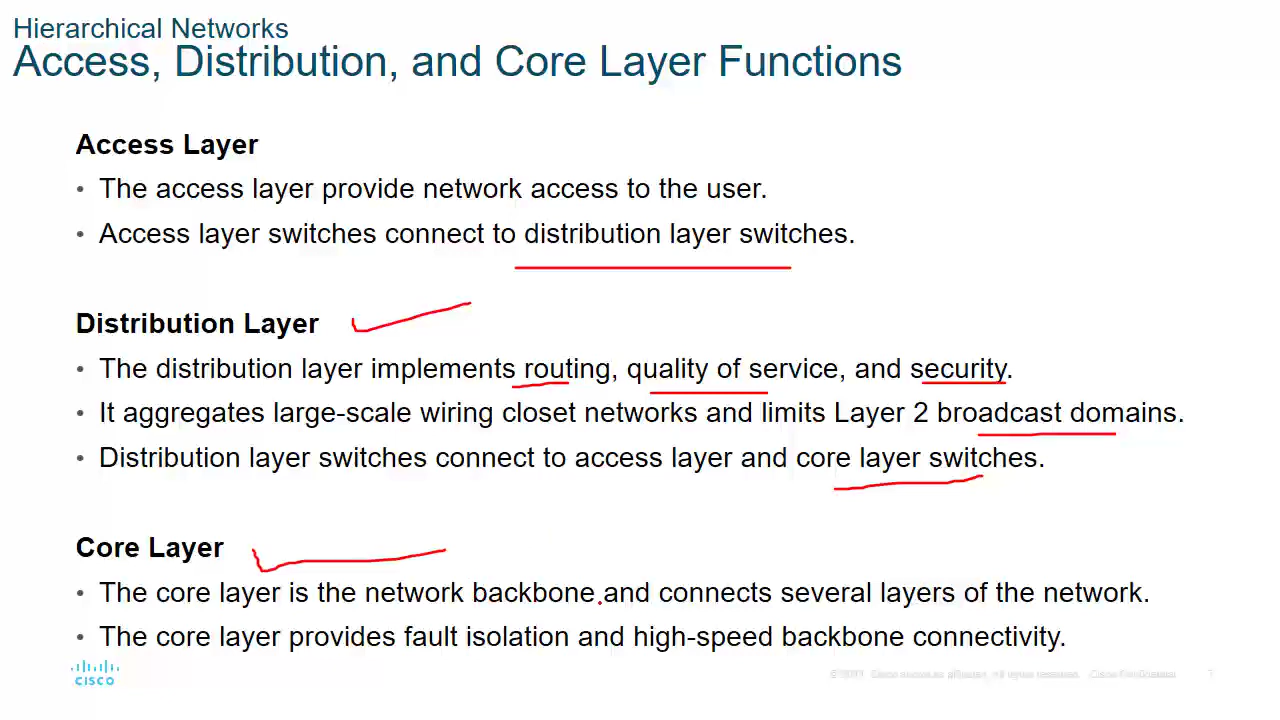 Hierarchical Networks
Access, Distribution, and Core Layer Functions
Access Layer
• The access layer provide network access to the user.
• Access layer switches connect to distribution layer switches.
Distribution Layer
• The distribution layer implements routing, quality of service, and security.
• It aggregates large-scale wiring closet networks and limits Layer 2 broadcast domains.
• Distribution layer switches connect to access layer and core layer switches.
Core Layer
• The core layer is the network backbone and connects several layers of the network.
• The core layer provides fault isolation and high-speed backbone connectivity.
CISCO